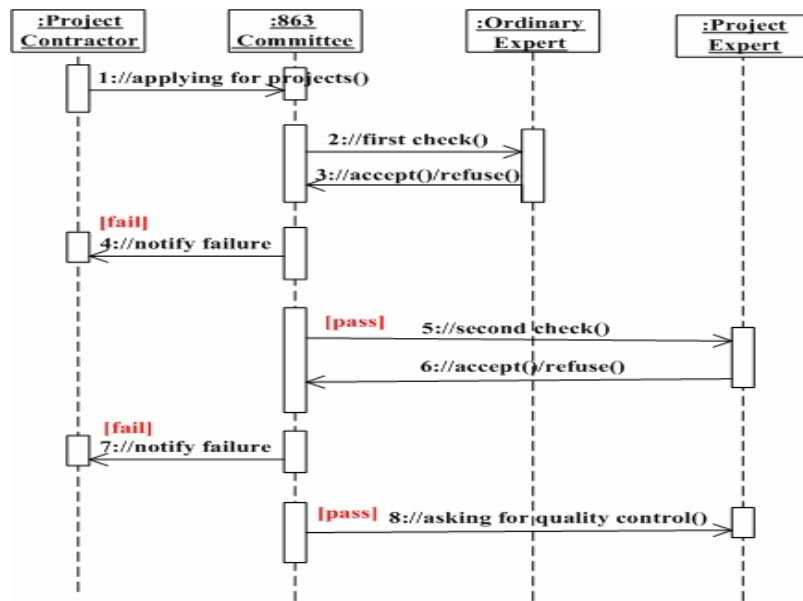 :Project
Contractor
:863
Committee
:Ordinary
Expert
:Project
Expert
1://applying for projects()
2://first check()
3://accept()/refuse()
[fail]
4://notify failure
[pass]
5://second check()
6://accept()/refuse()
[fail]
7://notify failure
[pass]
8://asking for quality control()